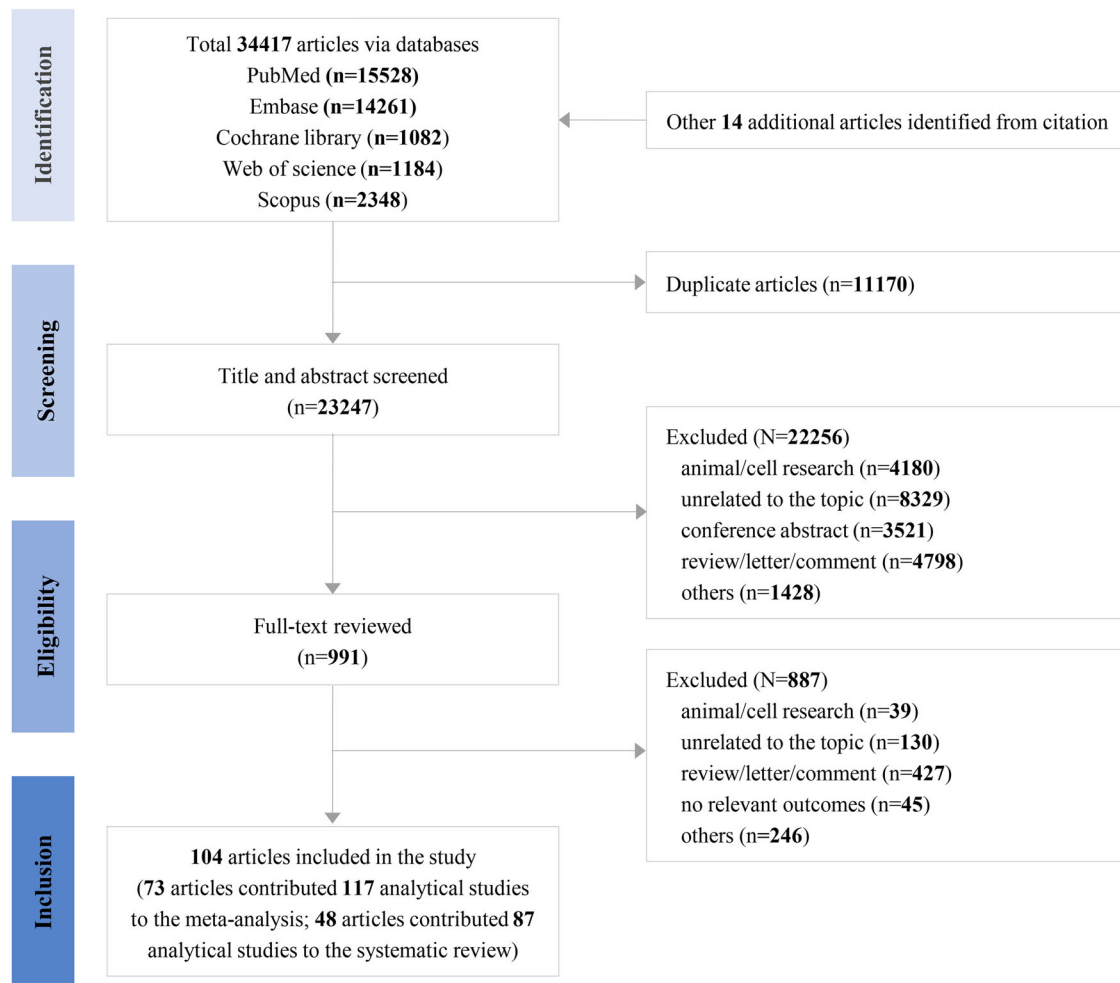 Identification
Total 34417 articles via databases
PubMed (n=15528)
Embase (n=14261)
Cochrane library (n=1082)
Web of science (n=1184)
Scopus (n=2348)
Other 14 additional articles identified from citation
Screening
Duplicate articles (n=11170)
Title and abstract screened
(n=23247)
Excluded (N=22256)
animal/cell research (n=4180)
unrelated to the topic (n=8329)
conference abstract (n=3521)
review/letter/comment (n=4798)
others (n=1428)
Eligibility
Full-text reviewed
(n=991)
Excluded (N=887)
animal/cell research (n=39)
unrelated to the topic (n=130)
review/letter/comment (n=427)
no relevant outcomes (n=45)
others (n=246)
Inclusion
104 articles included in the study
(73 articles contributed 117 analytical studies
to the meta-analysis; 48 articles contributed 87
analytical studies to the systematic review)